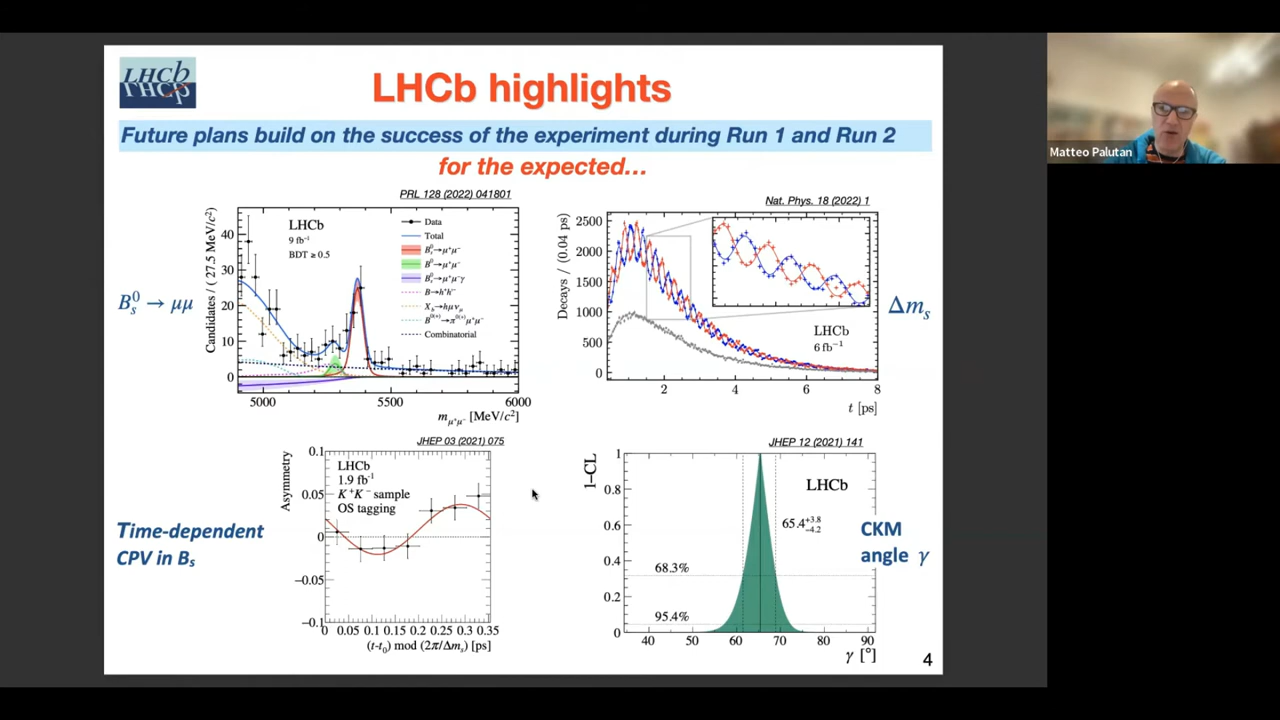 LHCb
LHCb highlights
Future plans build on the success of the experiment during Run 1 and Run 2
for the expected...
PRL 128 (2022) 041801
Candidates / ( 27.5 MeV/c²)
40
30
20
10
0
LHCb
9 fb⁻¹
BDT ≥ 0.5
Data
Total
B⁰ₛ→μ⁺μ⁻
B⁰→μ⁺μ⁻
B⁰ₛ→μ⁺μ⁻γ
B→h⁺h⁻
X_b→hμν_μ
B⁰⁽⁺⁾→π⁰⁽⁺⁾μ⁺μ⁻
Combinatorial
5000 5500 6000
m_μ⁺μ⁻ [MeV/c²]
B⁰ₛ → μμ
Nat. Phys. 18 (2022) 1
Decays / (0.04 ps)
2500
2000
1500
1000
500
0
LHCb
6 fb⁻¹
2 4 6 8
t [ps]
Δmₛ
JHEP 03 (2021) 075
Asymmetry
0.1
0.05
0
−0.05
−0.1
LHCb
1.9 fb⁻¹
K⁺K⁻ sample
OS tagging
0 0.05 0.1 0.15 0.2 0.25 0.3 0.35
(t-t₀) mod (2π/Δmₛ) [ps]
Time-dependent
CPV in Bₛ
JHEP 12 (2021) 141
1−CL
1
0.8
0.6
0.4
0.2
0
LHCb
65.4+3.8−4.2
68.3%
95.4%
40 50 60 70 80 90
γ [°]
CKM
angle γ
4
Matteo Palutan